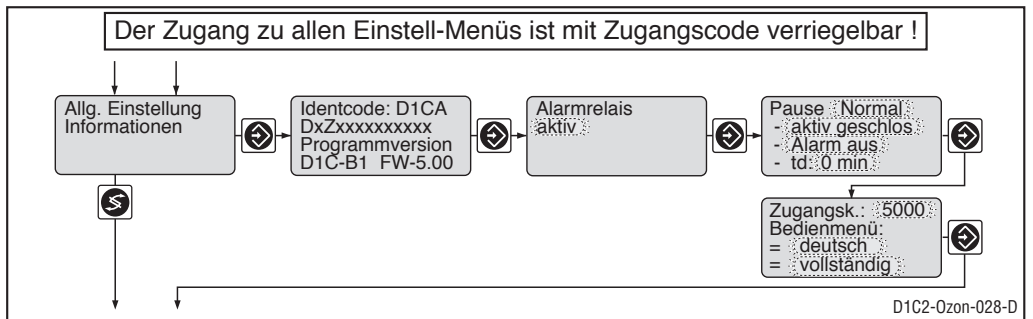 Der Zugang zu allen Einstell-Menüs ist mit Zugangscode verriegelbar !
Allg. Einstellung
Informationen
Identcode: D1CA
DxZxxxxxxxxxx
Programmversion
D1C-B1 FW-5.00
Alarmrelais
aktiv
Pause Normal
- aktiv geschlos
- Alarm aus
- td: 0 min
Zugangsk.: 5000
Bedienmenü:
= deutsch
= vollständig
D1C2-Ozon-028-D